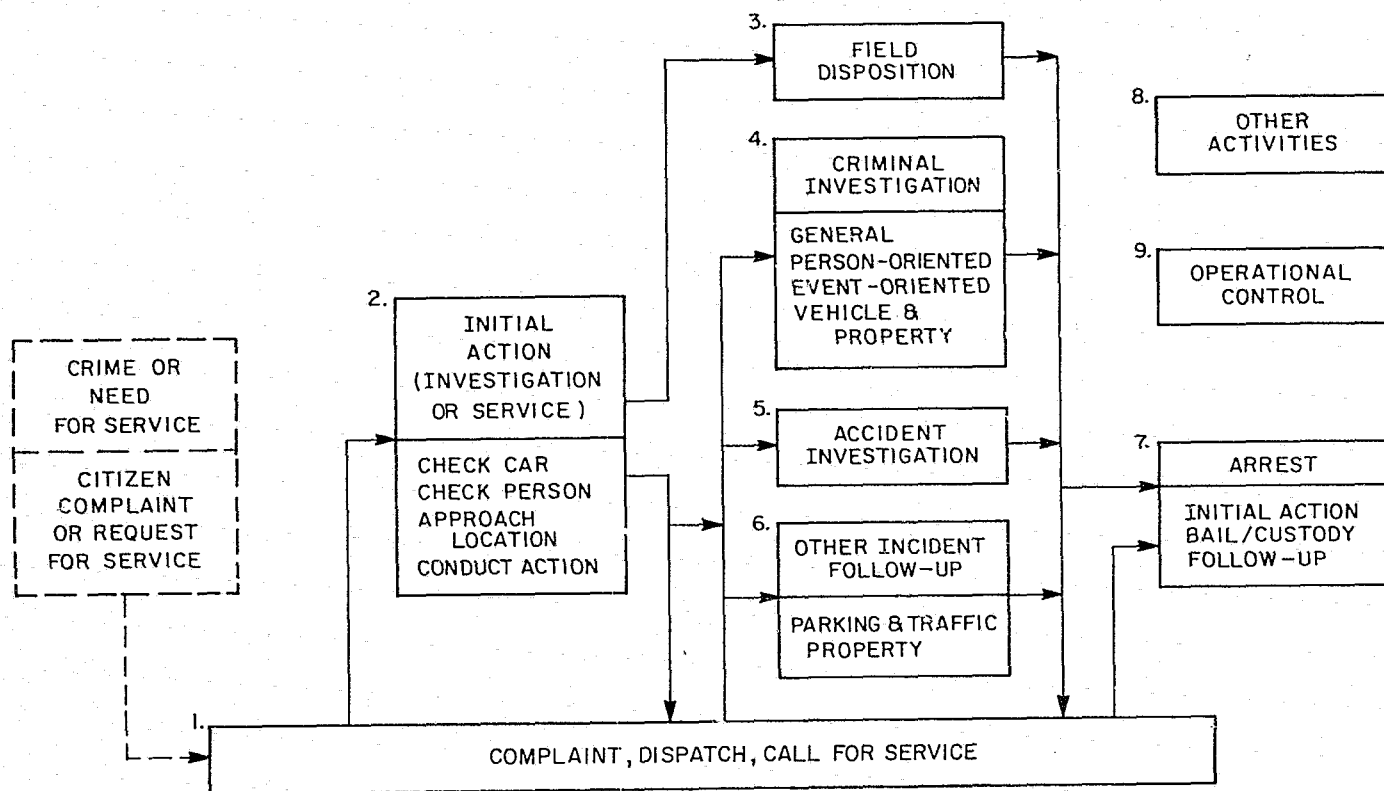 CRIME OR
NEED
FOR SERVICE
CITIZEN
COMPLAINT
OR REQUEST
FOR SERVICE
1.
COMPLAINT, DISPATCH, CALL FOR SERVICE
2.
INITIAL
ACTION
(INVESTIGATION
OR SERVICE)
CHECK CAR
CHECK PERSON
APPROACH
LOCATION
CONDUCT ACTION
3.
FIELD
DISPOSITION
4.
CRIMINAL
INVESTIGATION
GENERAL
PERSON-ORIENTED
EVENT-ORIENTED
VEHICLE &
PROPERTY
5.
ACCIDENT
INVESTIGATION
6.
OTHER INCIDENT
FOLLOW-UP
PARKING & TRAFFIC
PROPERTY
7.
ARREST
INITIAL ACTION
BAIL/CUSTODY
FOLLOW-UP
8.
OTHER
ACTIVITIES
9.
OPERATIONAL
CONTROL